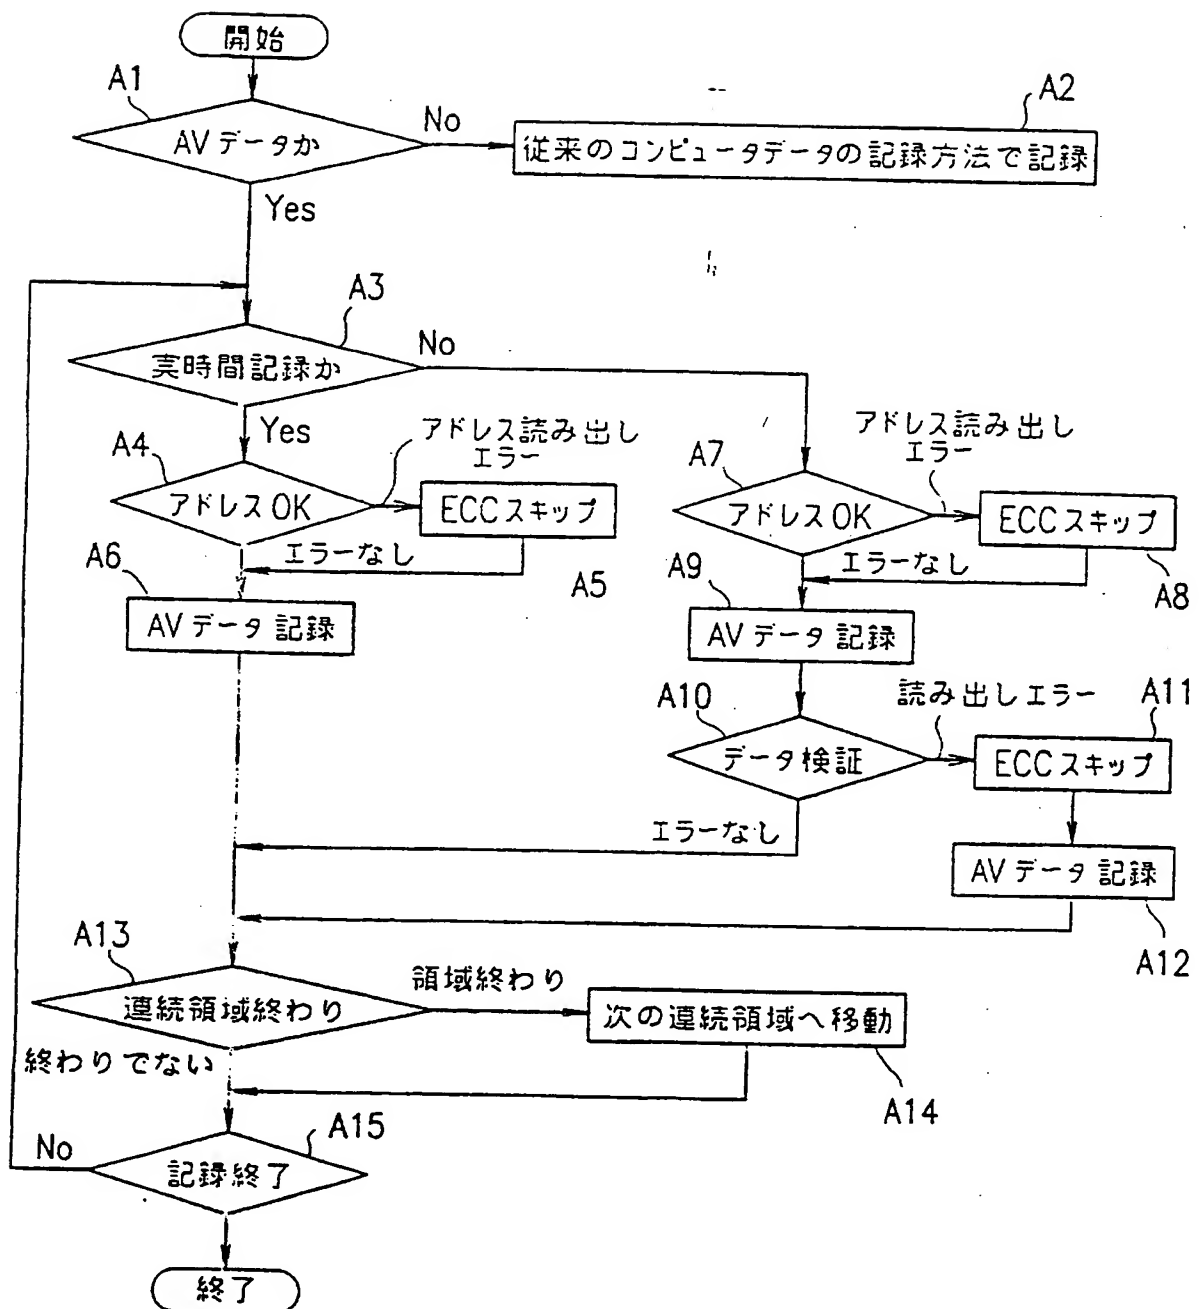 開始
A1
AVデータか
No
A2
従来のコンピュータデータの記録方法で記録
Yes
A3
実時間記録か
No
Yes
A4
アドレスOK
アドレス読み出し
エラー
ECCスキップ
A5
エラーなし
A6
AVデータ記録
A7
アドレスOK
アドレス読み出し
エラー
ECCスキップ
A8
エラーなし
A9
AVデータ記録
A10
データ検証
読み出しエラー
A11
ECCスキップ
エラーなし
AVデータ記録
A12
A13
連続領域終わり
領域終わり
次の連続領域へ移動
A14
終わりでない
A15
記録終了
No
終了